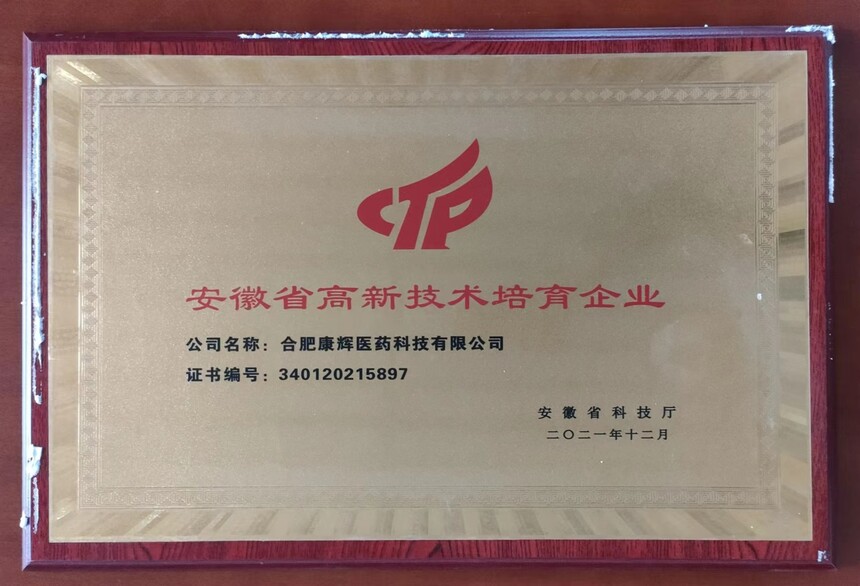 CTP
安徽省高新技术培育企业
公司名称：合肥康辉医药科技有限公司
证书编号：340120215897
安徽省科技厅
二〇二一年十二月